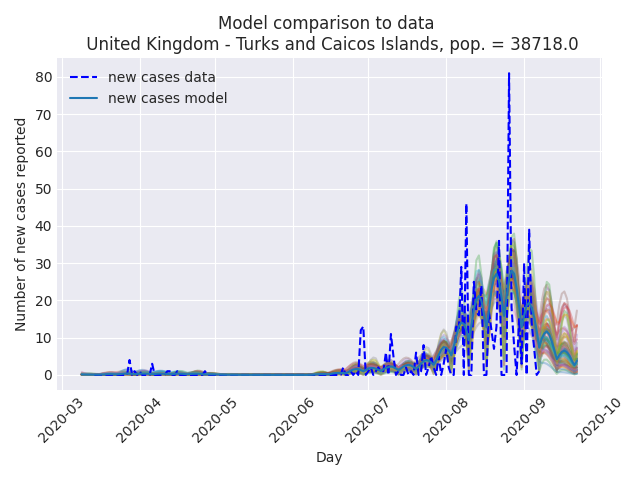 Model comparison to data
United Kingdom - Turks and Caicos Islands, pop. = 38718.0
new cases data
new cases model
Number of new cases reported
80
70
60
50
40
30
20
10
0
2020-03
2020-04
2020-05
2020-06
2020-07
2020-08
2020-09
2020-10
Day